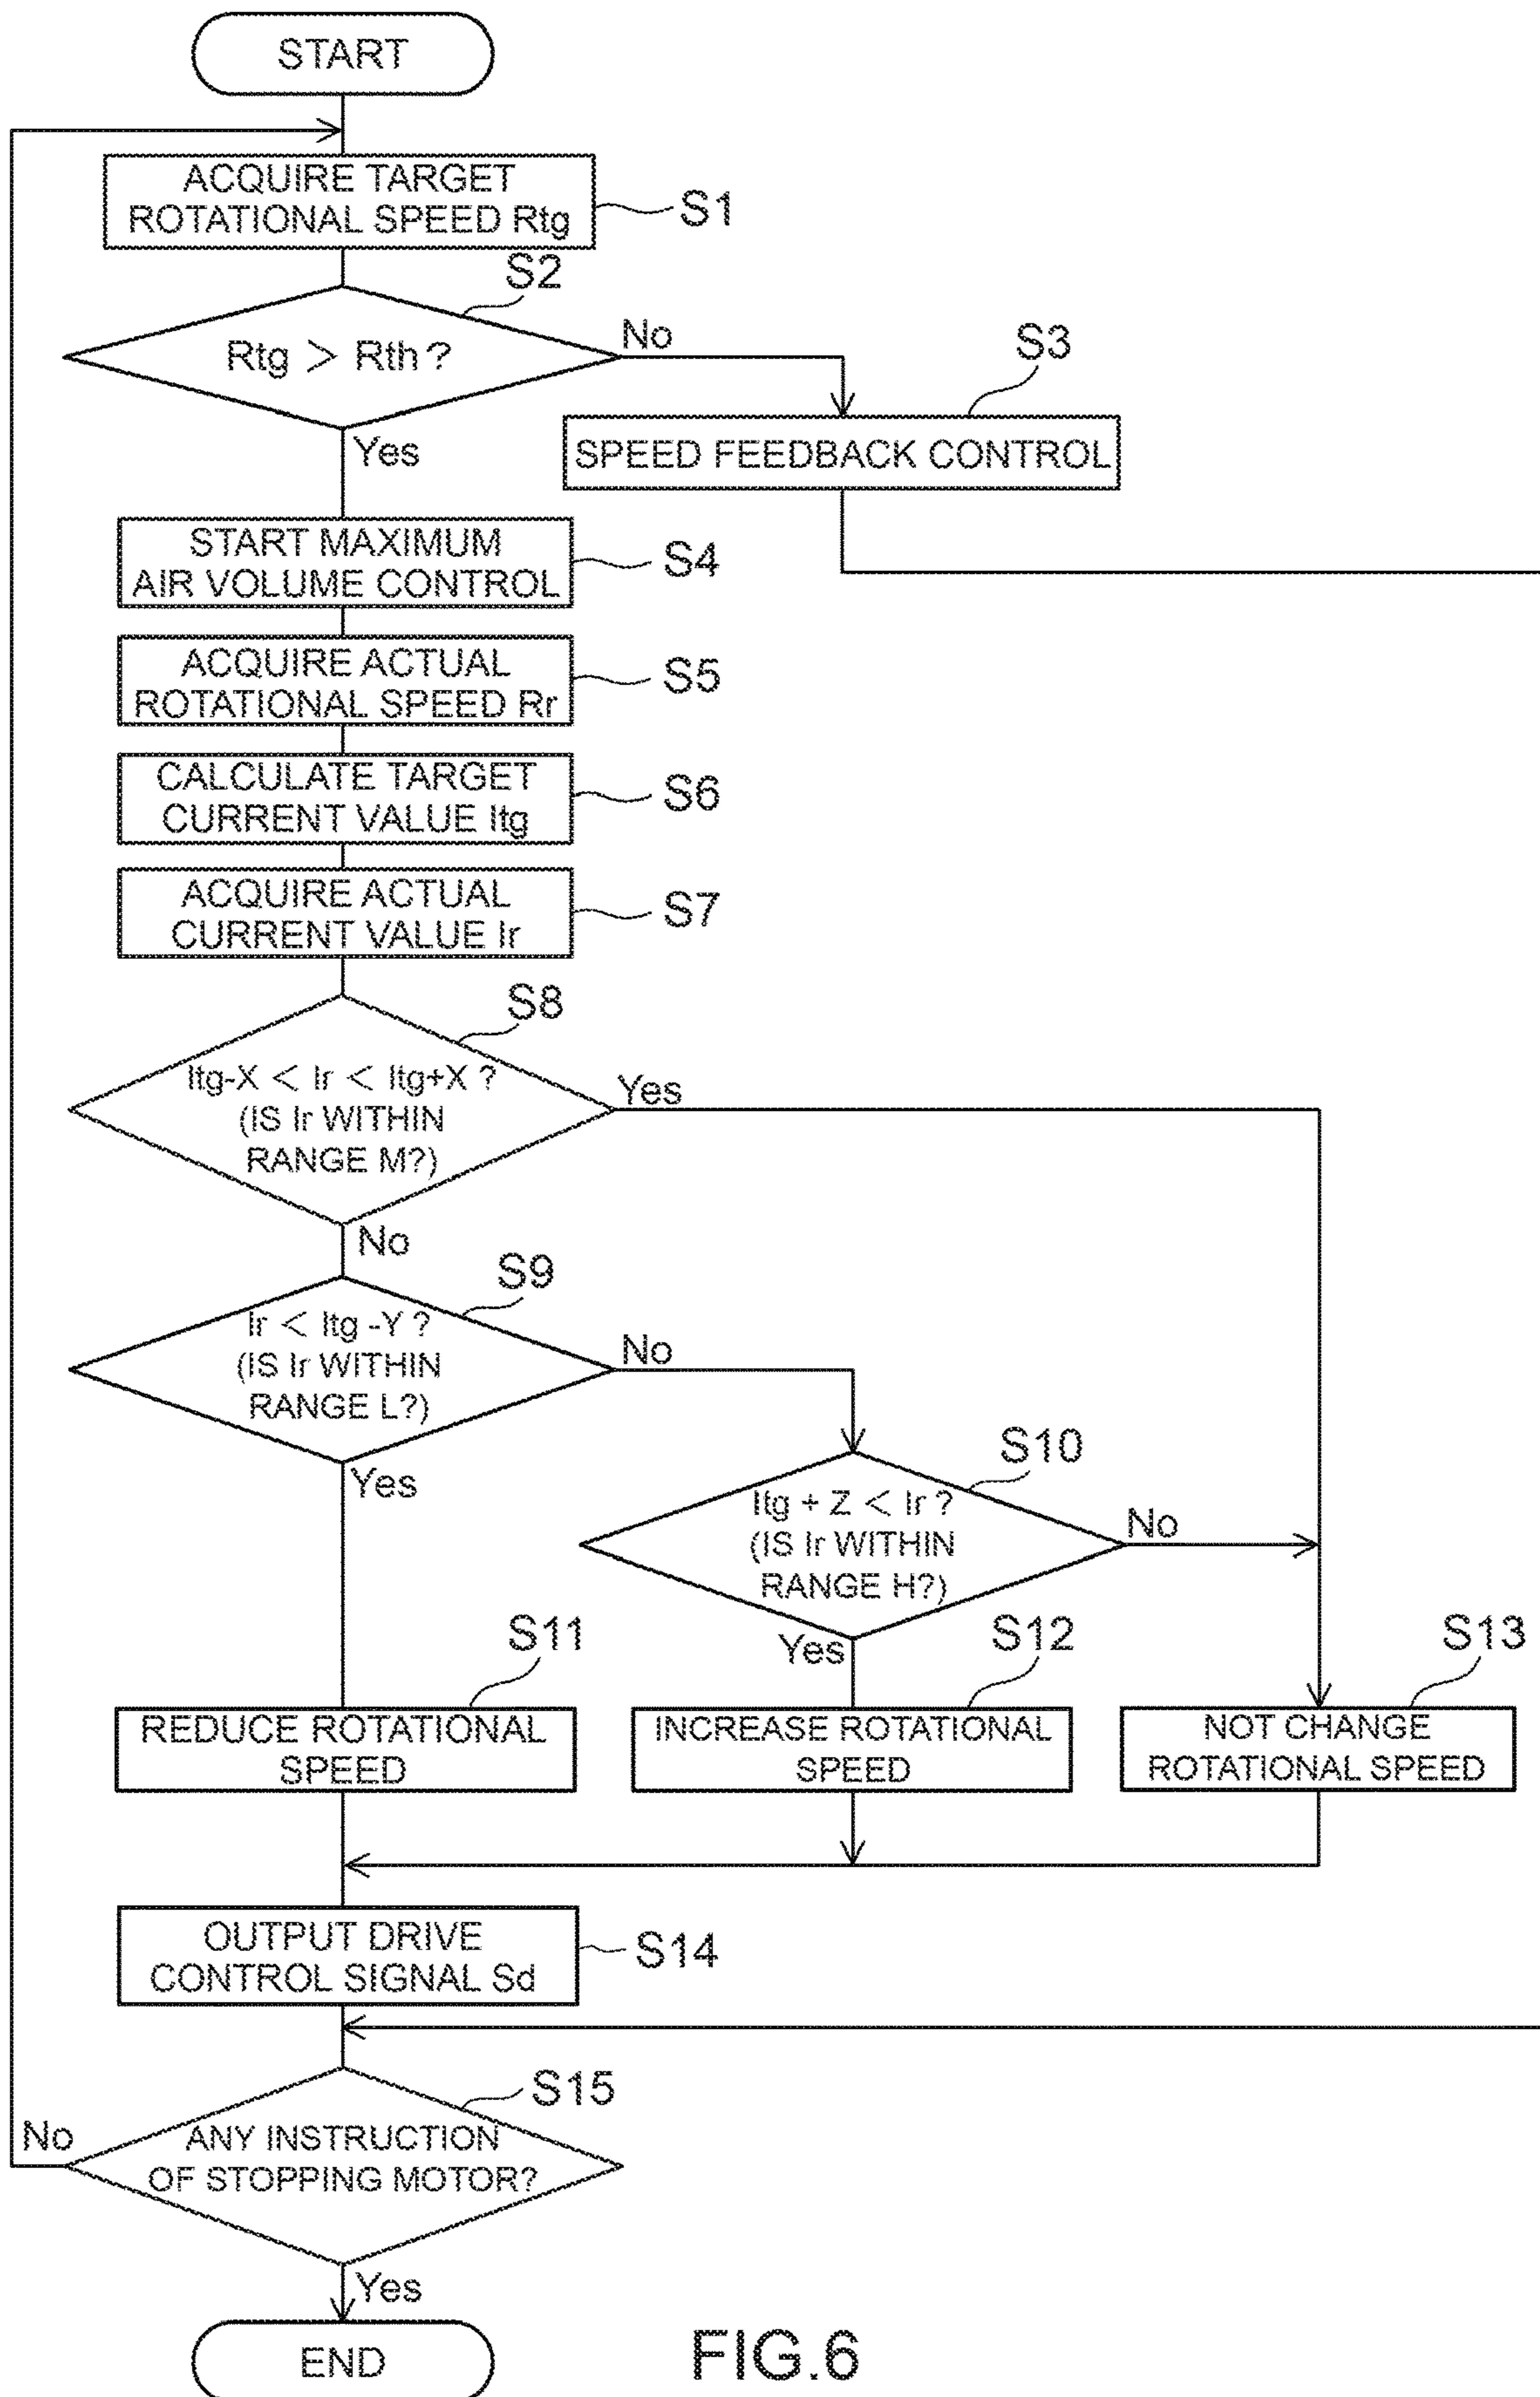 START
ACQUIRE TARGET
ROTATIONAL SPEED Rtg
S1
S2
Rtg > Rth ?
No
Yes
S3
SPEED FEEDBACK CONTROL
START MAXIMUM
AIR VOLUME CONTROL
S4
ACQUIRE ACTUAL
ROTATIONAL SPEED Rr
S5
CALCULATE TARGET
CURRENT VALUE Itg
S6
ACQUIRE ACTUAL
CURRENT VALUE Ir
S7
S8
Itg-X < Ir < Itg+X ?
(IS Ir WITHIN
RANGE M?)
Yes
No
S9
Ir < Itg -Y ?
(IS Ir WITHIN
RANGE L?)
No
Yes
S10
Itg + Z < Ir ?
(IS Ir WITHIN
RANGE H?)
No
Yes
S11
REDUCE ROTATIONAL
SPEED
S12
INCREASE ROTATIONAL
SPEED
S13
NOT CHANGE
ROTATIONAL SPEED
OUTPUT DRIVE
CONTROL SIGNAL Sd
S14
S15
ANY INSTRUCTION
OF STOPPING MOTOR?
No
Yes
END
FIG.6